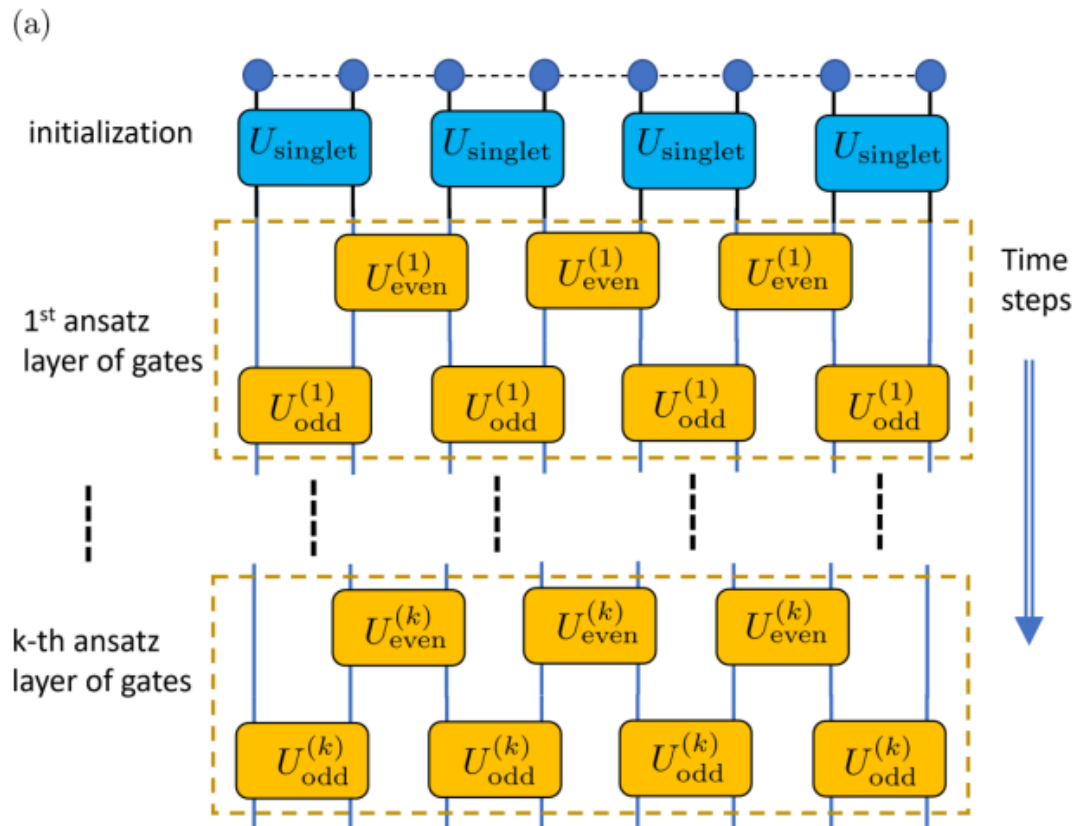 (a)
initialization
U_singlet U_singlet U_singlet U_singlet
U_even^(1) U_even^(1) U_even^(1)
Time
steps
1st ansatz
layer of gates
U_odd^(1) U_odd^(1) U_odd^(1) U_odd^(1)
U_even^(k) U_even^(k) U_even^(k)
k-th ansatz
layer of gates
U_odd^(k) U_odd^(k) U_odd^(k) U_odd^(k)